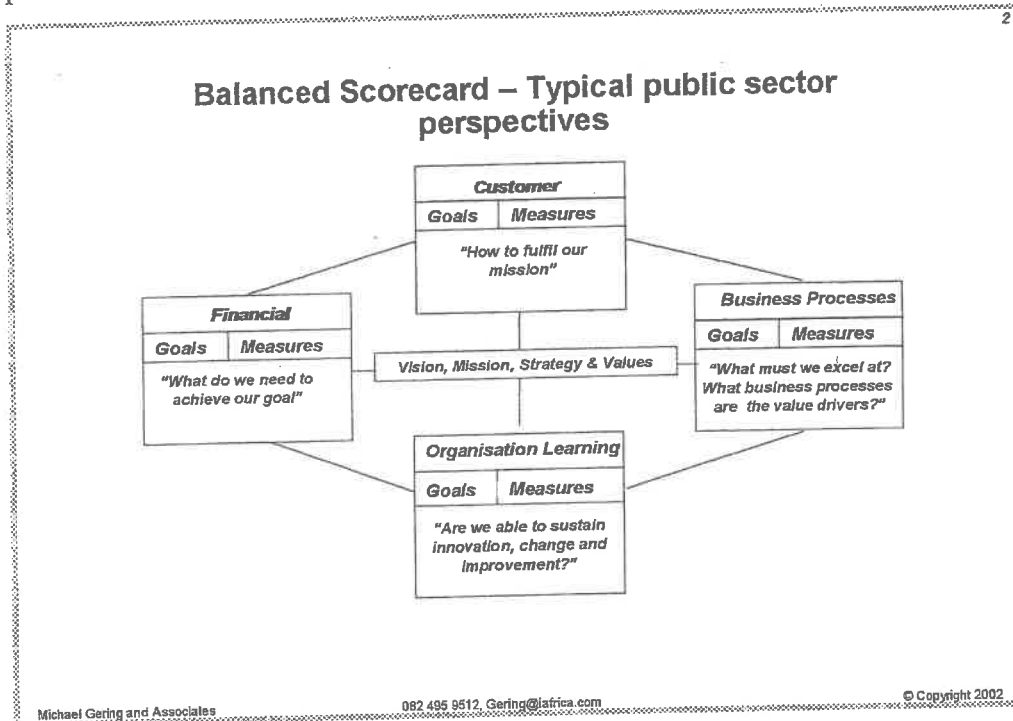 2
Balanced Scorecard – Typical public sector
perspectives
Customer
Goals Measures
"How to fulfil our
mission"
Financial
Goals Measures
"What do we need to
achieve our goal"
Vision, Mission, Strategy & Values
Business Processes
Goals Measures
"What must we excel at?
What business processes
are the value drivers?"
Organisation Learning
Goals Measures
"Are we able to sustain
innovation, change and
improvement?"
Michael Gering and Associates
082 495 9512, Gering@iafrica.com
© Copyright 2002